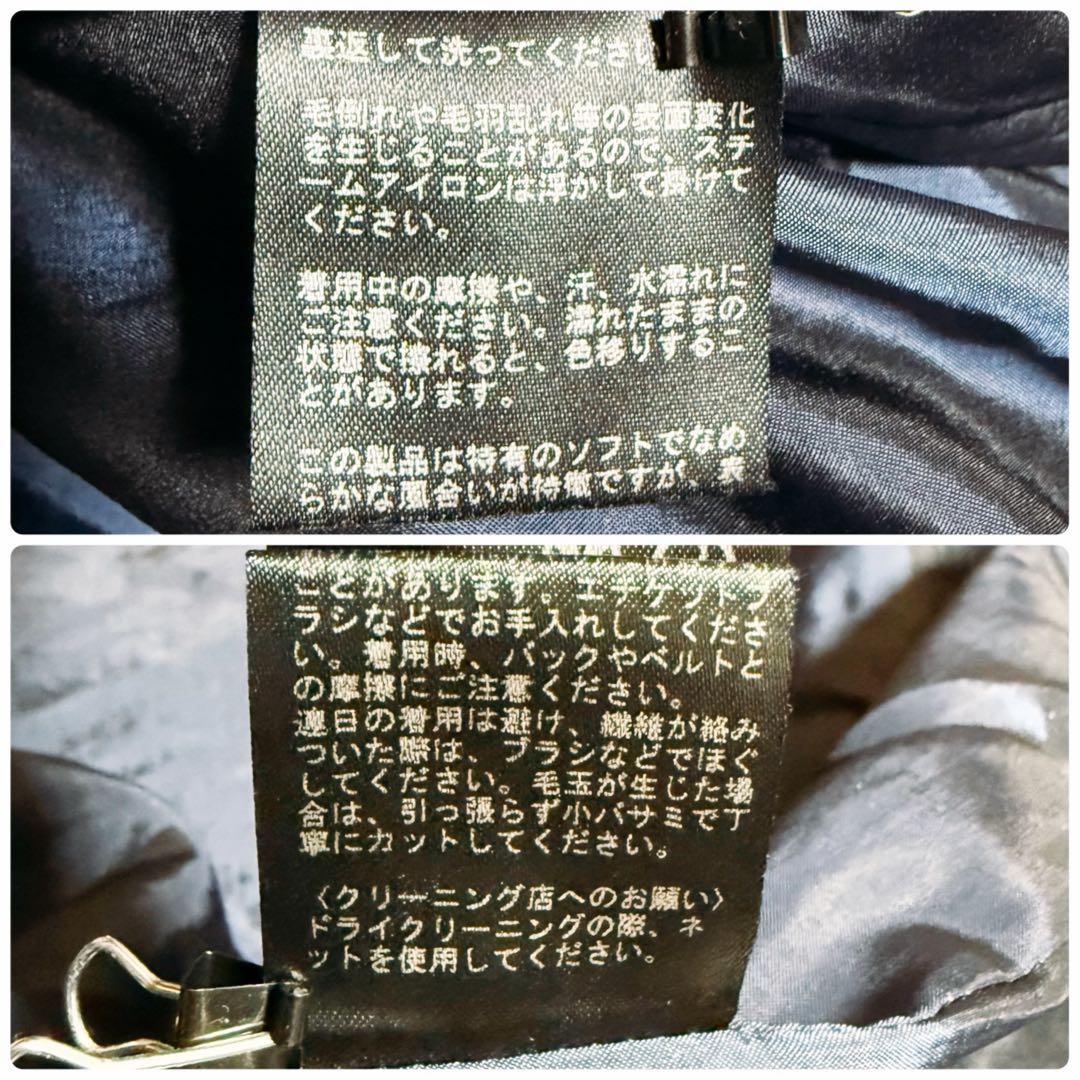 裏返して洗ってください
毛倒れや毛羽乱れ等の表面変化
を生じることがあるので、スチ
ームアイロンは浮かして掛けて
ください。
着用中の摩擦や、汗、水濡れに
ご注意ください。濡れたままの
状態で擦れると、色移りするこ
とがあります。
この製品は特有のソフトでなめ
らかな風合いが特徴ですが、表
ことがあります。エチケットブ
ラシなどでお手入れしてくださ
い。着用時、バックやベルトと
の摩擦にご注意ください。
連日の着用は避け、繊維が絡み
ついた際は、ブラシなどでほぐ
してください。毛玉が生じた場
合は、引っ張らず小バサミで丁
寧にカットしてください。
〈クリーニング店へのお願い〉
ドライクリーニングの際、ネ
ットを使用してください。